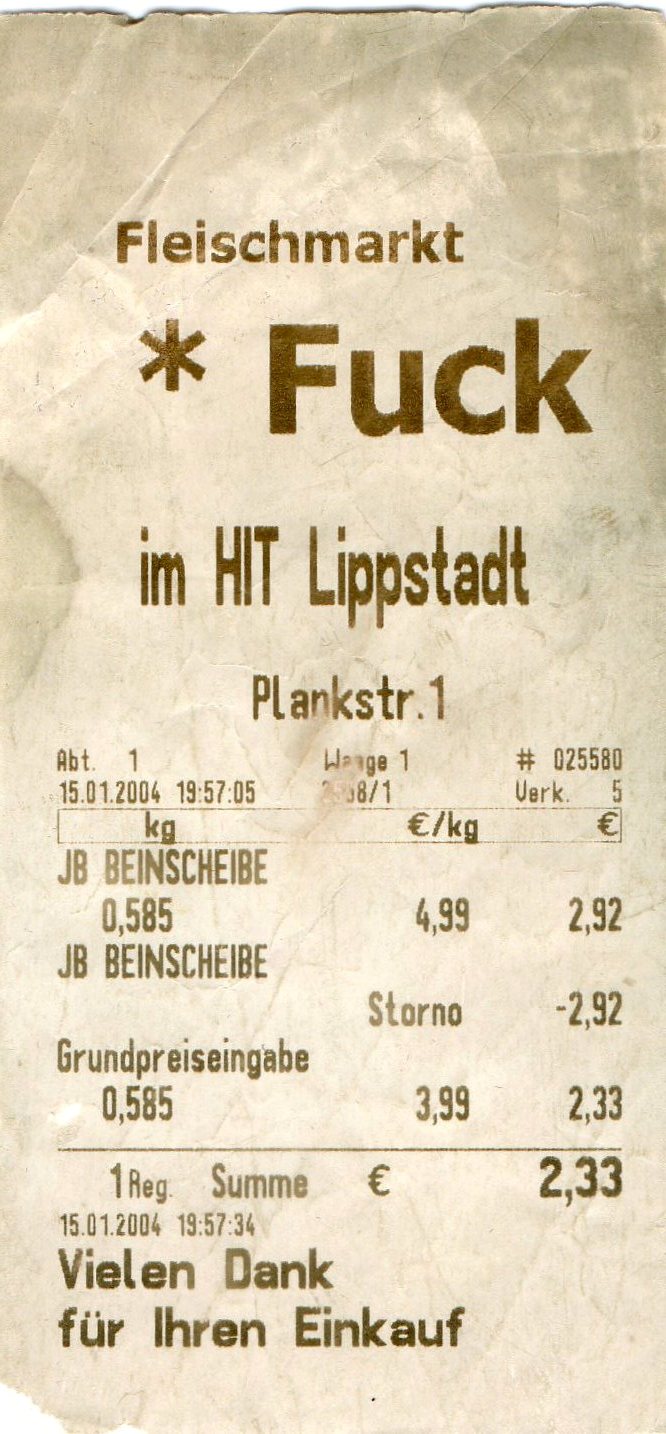 Fleischmarkt
* Fuck
im HIT Lippstadt
Plankstr.1
Abt. 1 Waage 1 # 025580
15.01.2004 19:57:05 Verk. 5
kg €/kg €
JB BEINSCHEIBE
0,585 4,99 2,92
JB BEINSCHEIBE
Storno -2,92
Grundpreiseingabe
0,585 3,99 2,33
1Reg. Summe € 2,33
15.01.2004 19:57:34
Vielen Dank
für Ihren Einkauf